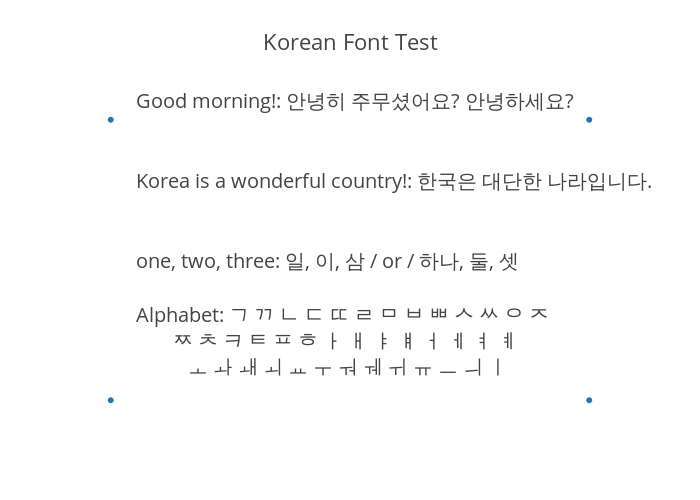 Korean Font Test
Good morning!: 안녕히 주무셨어요? 안녕하세요?
Korea is a wonderful country!: 한국은 대단한 나라입니다.
one, two, three: 일, 이, 삼 / or / 하나, 둘, 셋
Alphabet: ㄱ ㄲ ㄴ ㄷ ㄸ ㄹ ㅁ ㅂ ㅃ ㅅ ㅆ ㅇ ㅈ
ㅉ ㅊ ㅋ ㅌ ㅍ ㅎ ㅏ ㅐ ㅑ ㅒ ㅓ ㅔ ㅕ ㅖ
ㅗ ㅘ ㅙ ㅚ ㅛ ㅜ ㅝ ㅞ ㅟ ㅠ ㅡ ㅢ ㅣ